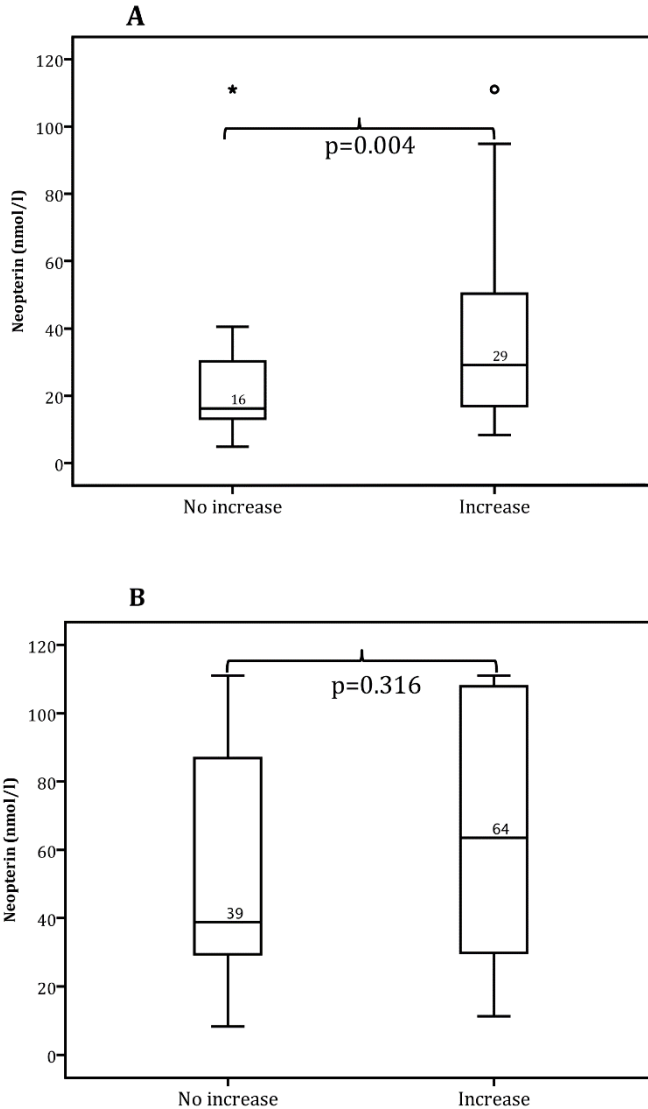 A
Neopterin (nmol/l)
120
100
80
60
40
20
0
*
p=0.004
16
29
No increase
Increase
B
Neopterin (nmol/l)
120
100
80
60
40
20
0
p=0.316
39
64
No increase
Increase